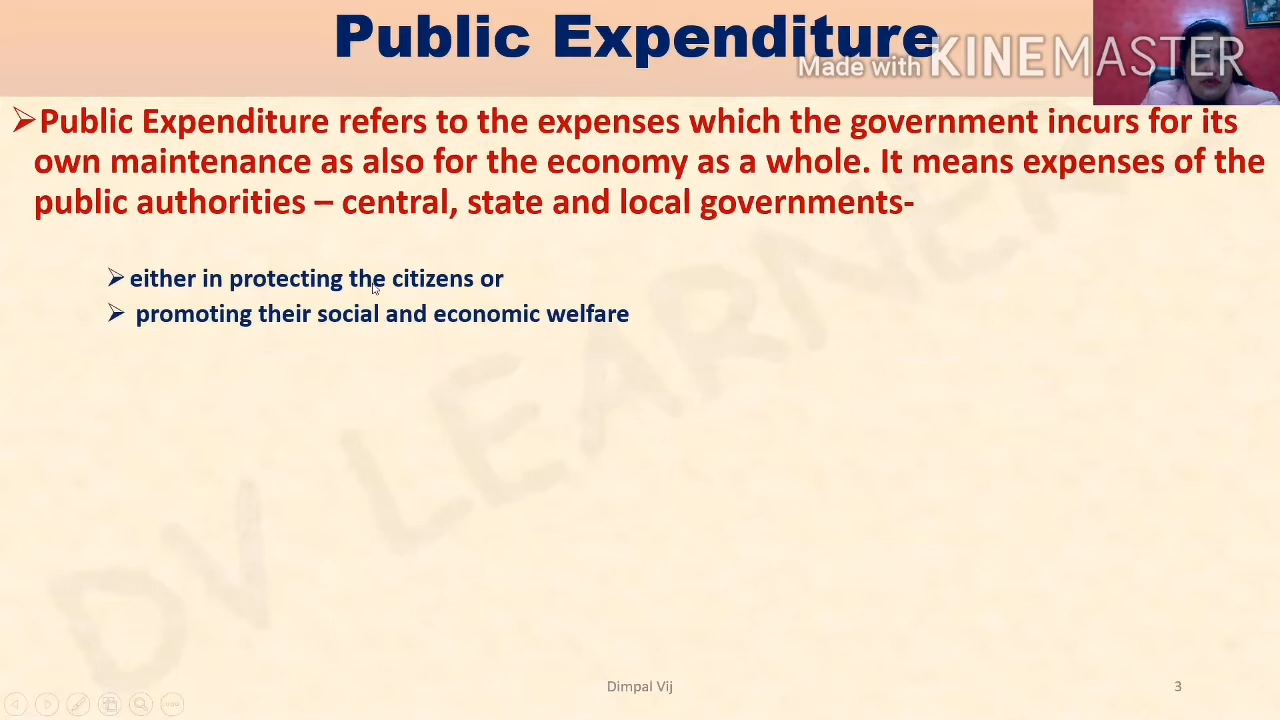 Public Expenditure
Made with KINEMASTER
➢Public Expenditure refers to the expenses which the government incurs for its
own maintenance as also for the economy as a whole. It means expenses of the
public authorities – central, state and local governments-
➢either in protecting the citizens or
➢ promoting their social and economic welfare
DV LEARNER
Dimpal Vij
3